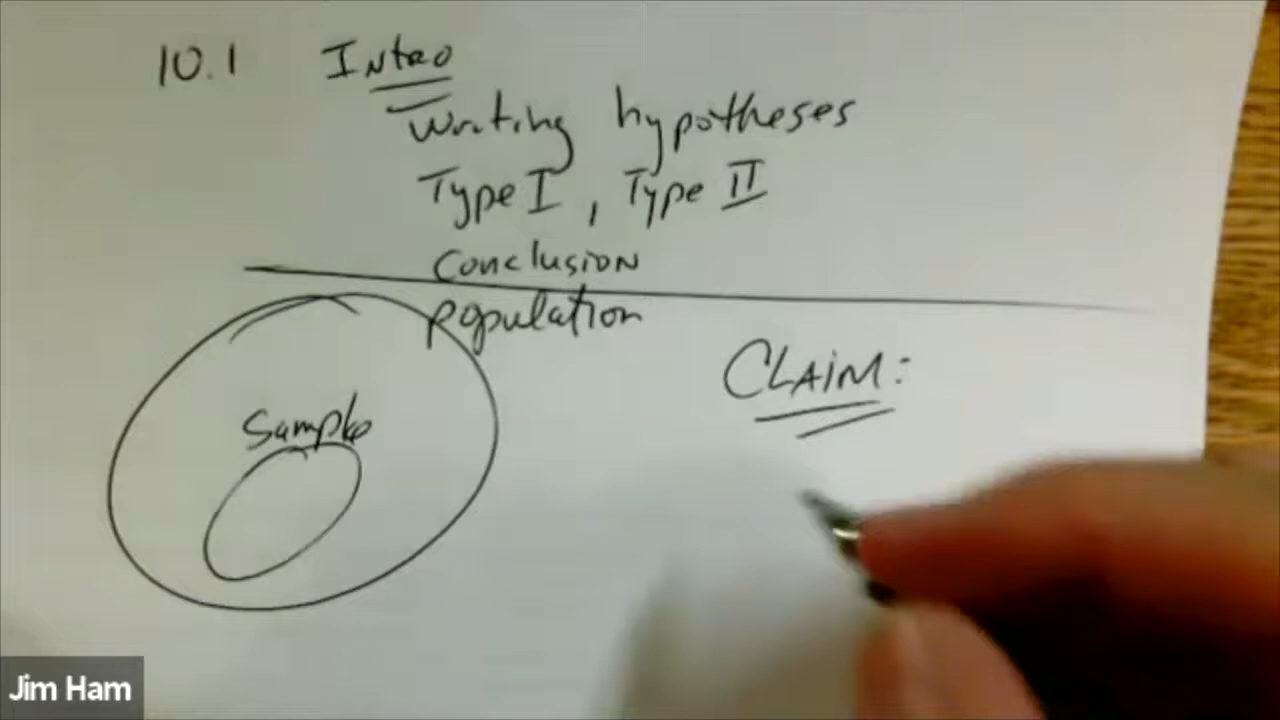 10.1 Intro
Writing hypotheses
Type I, Type II
Conclusion
population
Sample
CLAIM:
Jim Ham